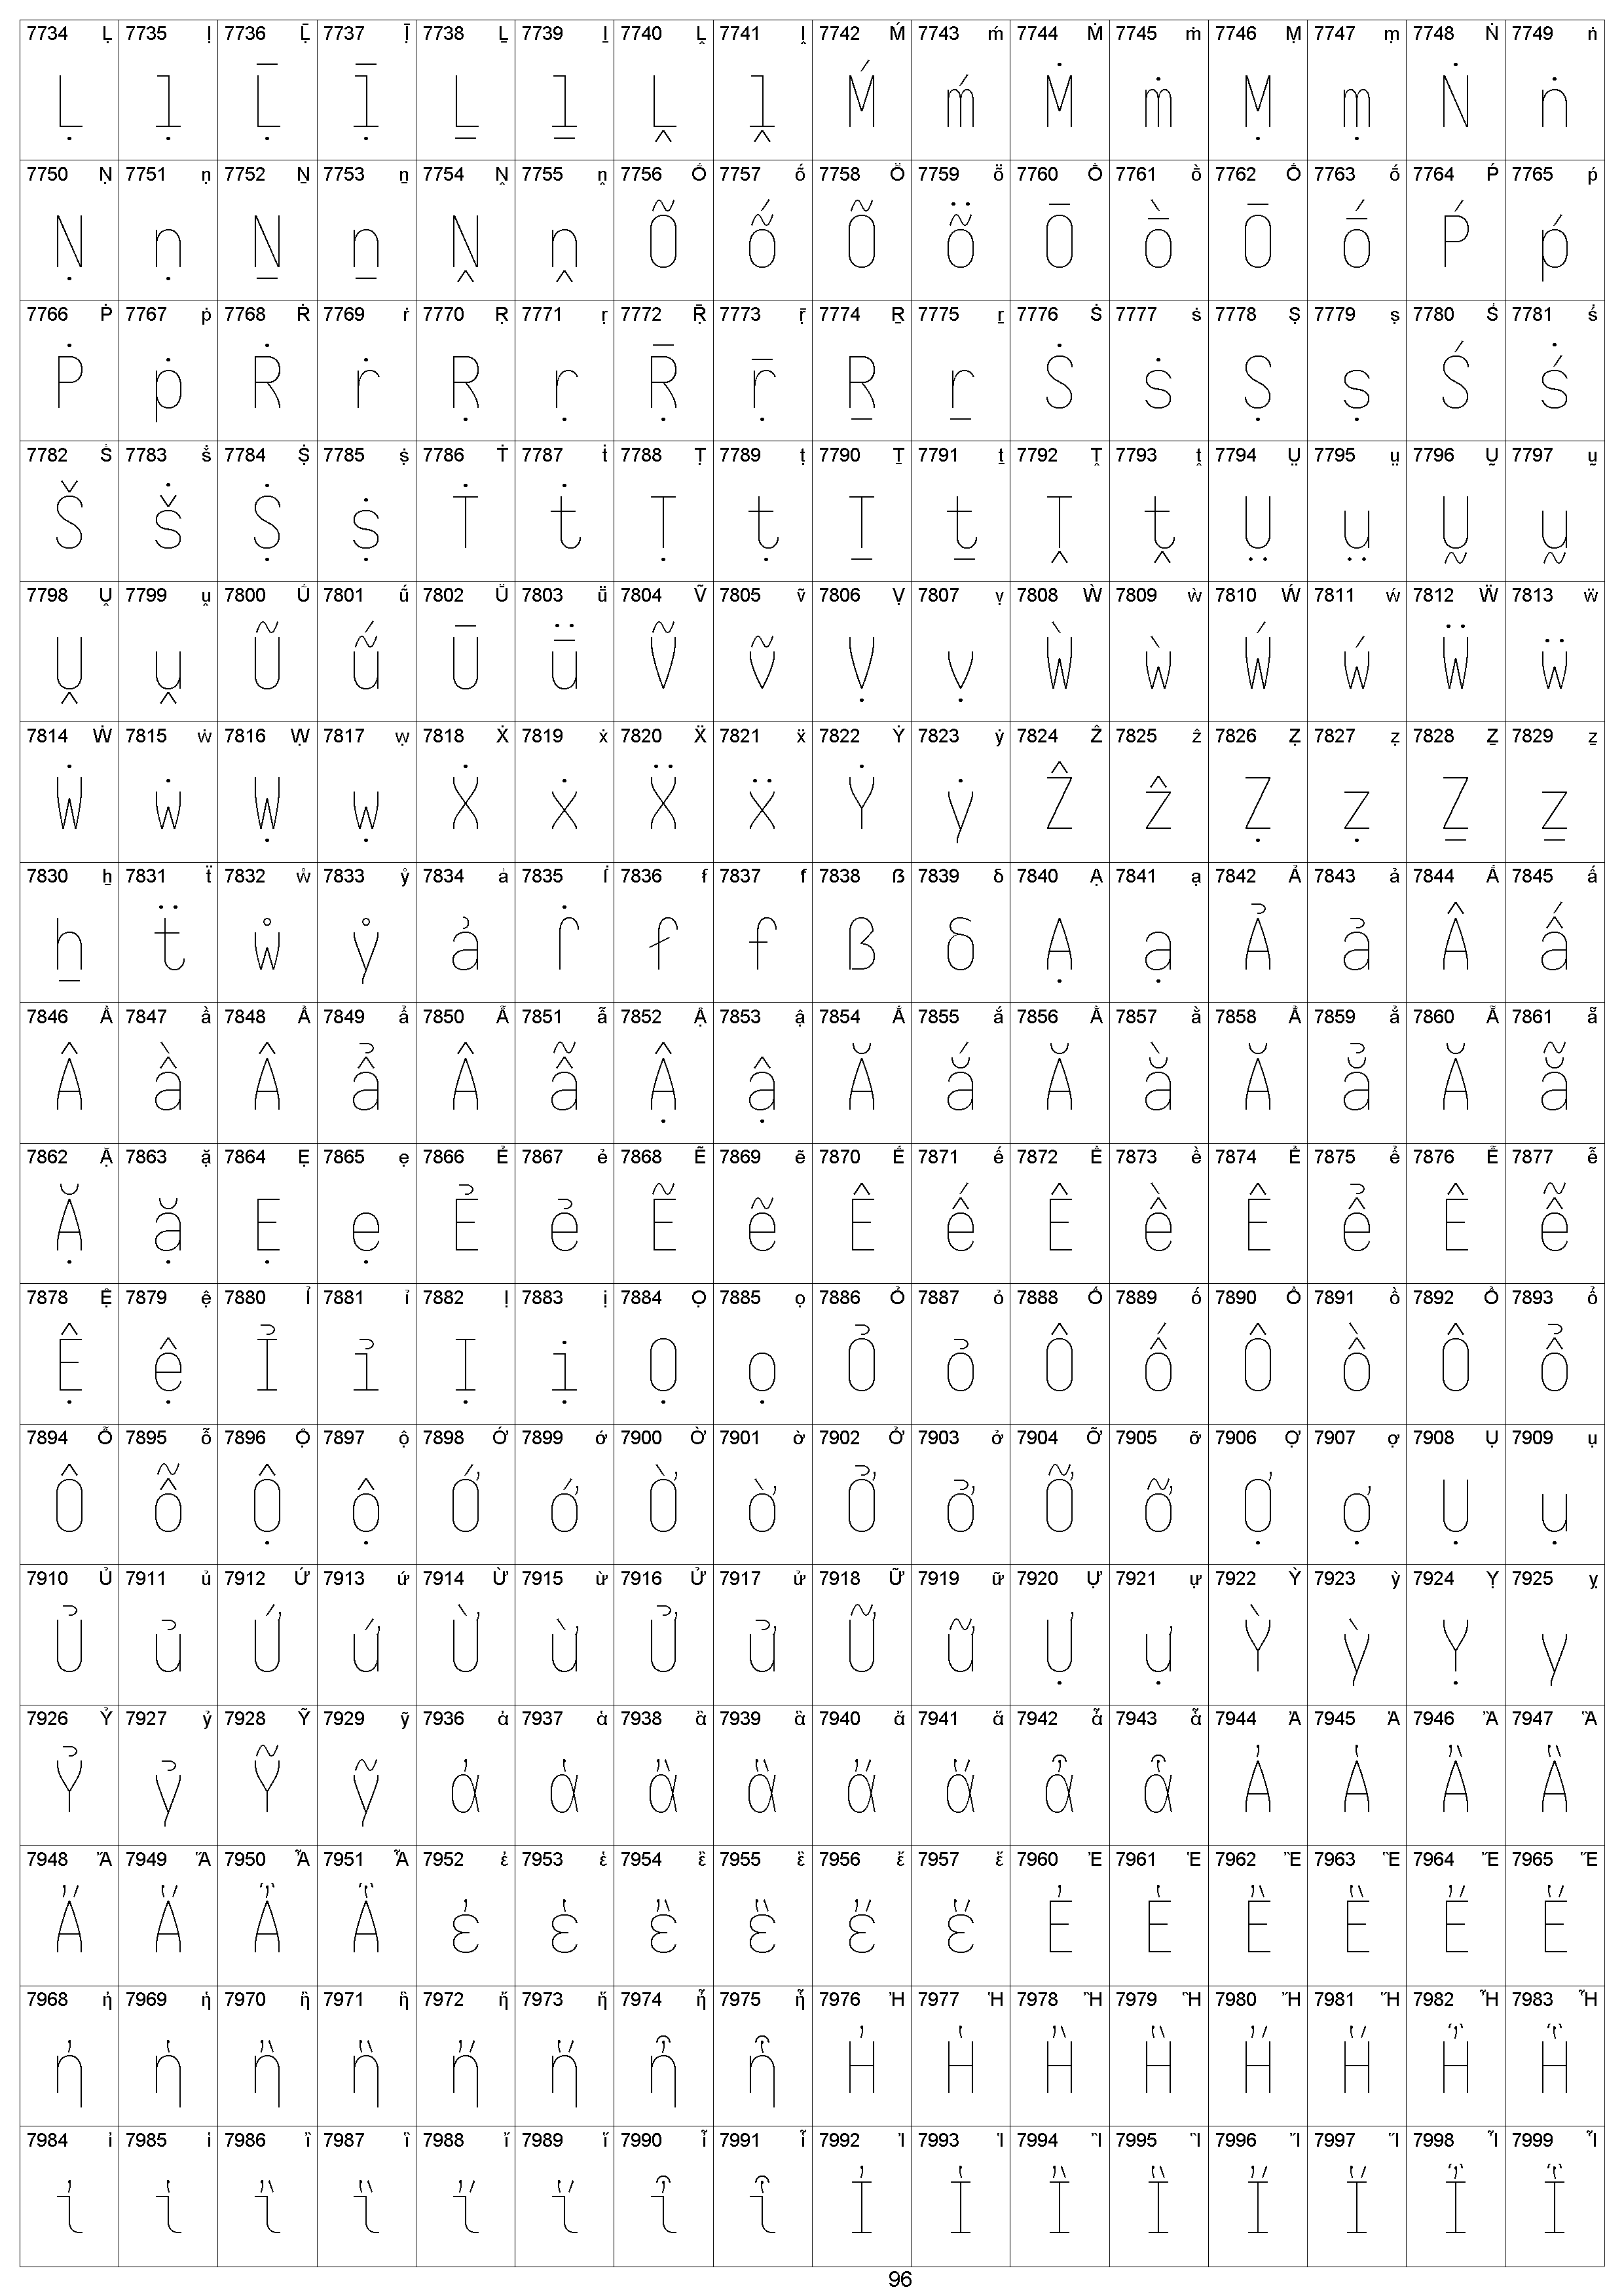 7734 Ḷ 7735 ḷ 7736 Ḹ 7737 ḹ 7738 Ḻ 7739 ḻ 7740 Ḽ 7741 ḽ 7742 Ḿ 7743 ḿ 7744 Ṁ 7745 ṁ 7746 Ṃ 7747 ṃ 7748 Ṅ 7749 ṅ
Ḷ ḷ Ḹ ḹ Ḻ ḻ Ḽ ḽ Ḿ ḿ Ṁ ṁ Ṃ ṃ Ṅ ṅ
7750 Ṇ 7751 ṇ 7752 Ṉ 7753 ṉ 7754 Ṋ 7755 ṋ 7756 Ṍ 7757 ṍ 7758 Ṏ 7759 ṏ 7760 Ṑ 7761 ṑ 7762 Ṓ 7763 ṓ 7764 Ṕ 7765 ṕ
Ṇ ṇ Ṉ ṉ Ṋ ṋ Õ ṍ Õ ṏ Ō ṑ Ō ṓ Ṕ ṕ
7766 Ṗ 7767 ṗ 7768 Ṙ 7769 ṙ 7770 Ṛ 7771 ṛ 7772 Ṝ 7773 ṝ 7774 Ṟ 7775 ṟ 7776 Ṡ 7777 ṡ 7778 Ṣ 7779 ṣ 7780 Ṥ 7781 ṥ
Ṗ ṗ Ṙ ṙ Ṛ ṛ Ṝ ṝ Ṟ ṟ Ṡ ṡ Ṣ ṣ Ś ṥ
7782 Ṧ 7783 ṧ 7784 Ṩ 7785 ṩ 7786 Ṫ 7787 ṫ 7788 Ṭ 7789 ṭ 7790 Ṯ 7791 ṯ 7792 Ṱ 7793 ṱ 7794 Ṳ 7795 ṳ 7796 Ṵ 7797 ṵ
Š ṧ Ṩ ṩ Ṫ ṫ Ṭ ṭ Ṯ ṯ Ṱ ṱ Ṳ ṳ Ṵ ṵ
7798 Ṷ 7799 ṷ 7800 Ṹ 7801 ṹ 7802 Ṻ 7803 ṻ 7804 Ṽ 7805 ṽ 7806 Ṿ 7807 ṿ 7808 Ẁ 7809 ẁ 7810 Ẃ 7811 ẃ 7812 Ẅ 7813 ẅ
Ṷ ṷ Ũ ṹ Ū ṻ Ṽ ṽ Ṿ ṿ Ẁ ẁ Ẃ ẃ Ẅ ẅ
7814 Ẇ 7815 ẇ 7816 Ẉ 7817 ẉ 7818 Ẋ 7819 ẋ 7820 Ẍ 7821 ẍ 7822 Ẏ 7823 ẏ 7824 Ẑ 7825 ẑ 7826 Ẓ 7827 ẓ 7828 Ẕ 7829 ẕ
Ẇ ẇ Ẉ ẉ Ẋ ẋ Ẍ ẍ Ẏ ẏ Ẑ ẑ Ẓ ẓ Ẕ ẕ
7830 ẖ 7831 ẗ 7832 ẘ 7833 ẙ 7834 ẚ 7835 ẛ 7836 ẜ 7837 ẝ 7838 ẞ 7839 ẟ 7840 Ạ 7841 ạ 7842 Ả 7843 ả 7844 Ấ 7845 ấ
ẖ ẗ ẘ ẙ ẚ ẛ ẜ ẝ ẞ ẟ Ạ ạ Ả ả Â ấ
7846 Ầ 7847 ầ 7848 Ẩ 7849 ẩ 7850 Ẫ 7851 ẫ 7852 Ậ 7853 ậ 7854 Ắ 7855 ắ 7856 Ằ 7857 ằ 7858 Ẳ 7859 ẳ 7860 Ẵ 7861 ẵ
Â ầ Â ẩ Â ẫ Ậ ậ Ă ắ Ă ằ Ă ẳ Ă ẵ
7862 Ặ 7863 ặ 7864 Ẹ 7865 ẹ 7866 Ẻ 7867 ẻ 7868 Ẽ 7869 ẽ 7870 Ế 7871 ế 7872 Ề 7873 ề 7874 Ể 7875 ể 7876 Ễ 7877 ễ
Ặ ặ Ẹ ẹ Ẻ ẻ Ẽ ẽ Ê ế Ê ề Ê ể Ê ễ
7878 Ệ 7879 ệ 7880 Ỉ 7881 ỉ 7882 Ị 7883 ị 7884 Ọ 7885 ọ 7886 Ỏ 7887 ỏ 7888 Ố 7889 ố 7890 Ồ 7891 ồ 7892 Ổ 7893 ổ
Ệ ệ Ỉ ỉ Ị ị Ọ ọ Ỏ ỏ Ô ố Ô ồ Ô ổ
7894 Ỗ 7895 ỗ 7896 Ộ 7897 ộ 7898 Ớ 7899 ớ 7900 Ờ 7901 ờ 7902 Ở 7903 ở 7904 Ỡ 7905 ỡ 7906 Ợ 7907 ợ 7908 Ụ 7909 ụ
Ô ỗ Ộ ộ Ớ ớ Ờ ờ Ở ở Ỡ ỡ Ợ ợ Ụ ụ
7910 Ủ 7911 ủ 7912 Ứ 7913 ứ 7914 Ừ 7915 ừ 7916 Ử 7917 ử 7918 Ữ 7919 ữ 7920 Ự 7921 ự 7922 Ỳ 7923 ỳ 7924 Ỵ 7925 ỵ
Ủ ủ Ứ ứ Ừ ừ Ử ử Ữ ữ Ự ự Ỳ ỳ Ỵ y
7926 Ỷ 7927 ỷ 7928 Ỹ 7929 ỹ 7936 ἀ 7937 ἁ 7938 ἂ 7939 ἃ 7940 ἄ 7941 ἅ 7942 ἆ 7943 ἇ 7944 Ἀ 7945 Ἁ 7946 Ἂ 7947 Ἃ
Ỷ ỷ Ỹ ỹ ἀ ἁ ἂ ἃ ἄ ἅ ἆ ἇ Ἀ Ἁ Ἂ Ἃ
7948 Ἄ 7949 Ἅ 7950 Ἆ 7951 Ἇ 7952 ἐ 7953 ἑ 7954 ἒ 7955 ἓ 7956 ἔ 7957 ἕ 7960 Ἐ 7961 Ἑ 7962 Ἒ 7963 Ἓ 7964 Ἔ 7965 Ἕ
Ἄ Ἅ Ἆ Ἇ ἐ ἑ ἒ ἓ ἔ ἕ Ἐ Ἑ Ἒ Ἓ Ἔ Ἕ
7968 ἠ 7969 ἡ 7970 ἢ 7971 ἣ 7972 ἤ 7973 ἥ 7974 ἦ 7975 ἧ 7976 Ἠ 7977 Ἡ 7978 Ἢ 7979 Ἣ 7980 Ἤ 7981 Ἥ 7982 Ἦ 7983 Ἧ
ἠ ἡ ἢ ἣ ἤ ἥ ἦ ἧ Ἠ Ἡ Ἢ Ἣ Ἤ Ἥ Ἦ Ἧ
7984 ἰ 7985 ἱ 7986 ἲ 7987 ἳ 7988 ἴ 7989 ἵ 7990 ἶ 7991 ἷ 7992 Ἰ 7993 Ἱ 7994 Ἲ 7995 Ἳ 7996 Ἴ 7997 Ἵ 7998 Ἶ 7999 Ἷ
ἰ ἱ ἲ ἳ ἴ ἵ ἶ ἷ Ἰ Ἱ Ἲ Ἳ Ἴ Ἵ Ἶ Ἷ
96